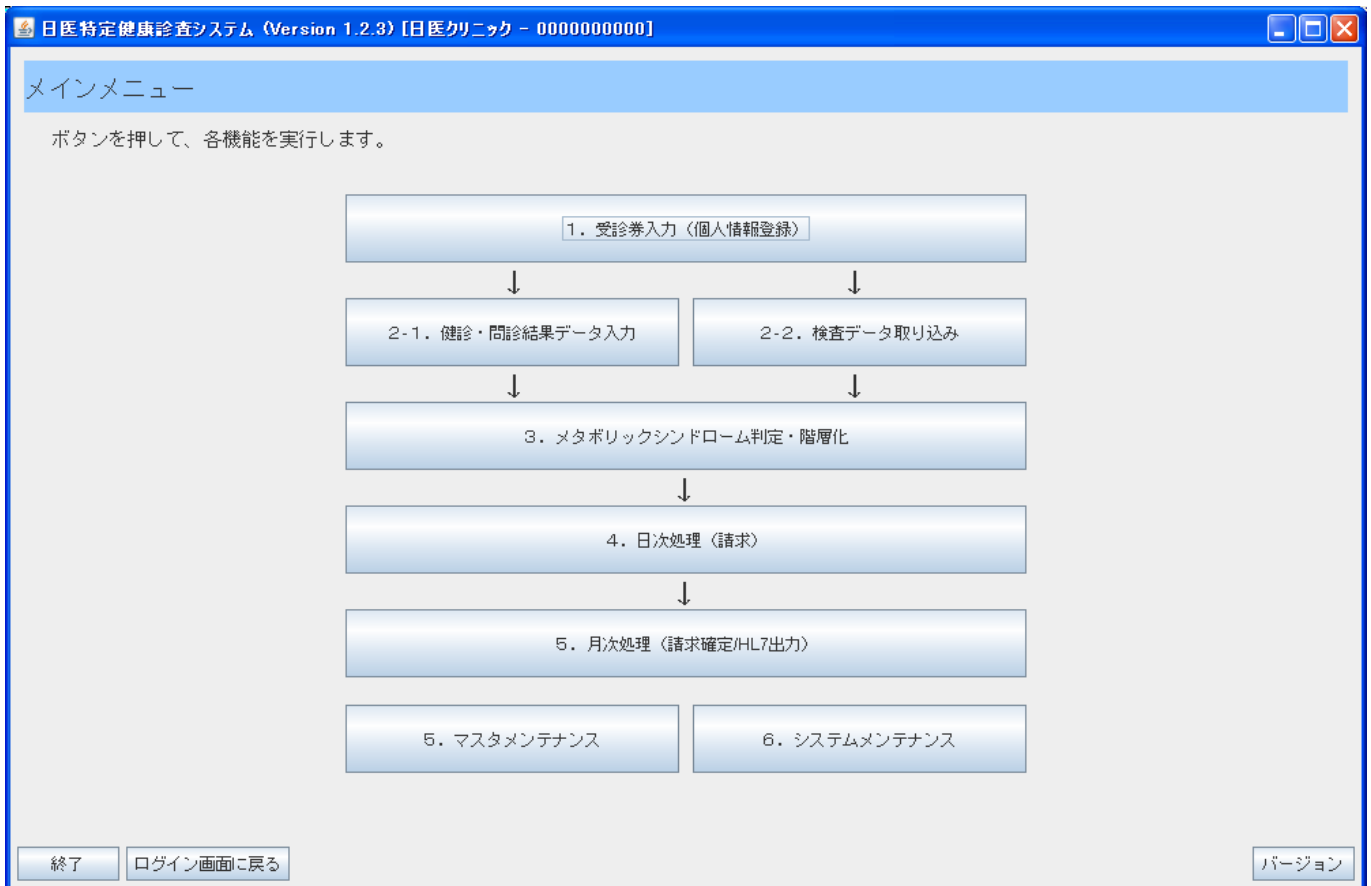 日医特定健康診査システム (Version 1.2.3) [日医クリニック - 0000000000]
メインメニュー
ボタンを押して、各機能を実行します。
1. 受診券入力（個人情報登録）
↓ ↓
2-1. 健診・問診結果データ入力
2-2. 検査データ取り込み
↓ ↓
3. メタボリックシンドローム判定・階層化
↓
4. 日次処理（請求）
↓
5. 月次処理（請求確定/HL7出力）
5. マスタメンテナンス
6. システムメンテナンス
終了
ログイン画面に戻る
バージョン